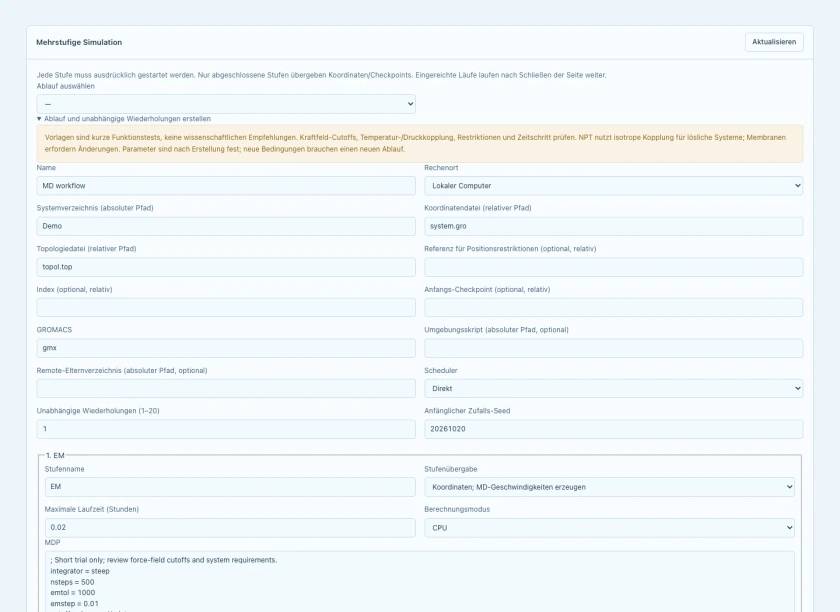 Mehrstufige Simulation
Aktualisieren
Jede Stufe muss ausdrücklich gestartet werden. Nur abgeschlossene Stufen übergeben Koordinaten/Checkpoints. Eingereichte Läufe laufen nach Schließen der Seite weiter.
Ablauf auswählen
—
▼ Ablauf und unabhängige Wiederholungen erstellen
Vorlagen sind kurze Funktionstests, keine wissenschaftlichen Empfehlungen. Kraftfeld-Cutoffs, Temperatur-/Druckkopplung, Restriktionen und Zeitschritt prüfen. NPT nutzt isotrope Kopplung für lösliche Systeme; Membranen
erfordern Änderungen. Parameter sind nach Erstellung fest; neue Bedingungen brauchen einen neuen Ablauf.
Name
Rechenort
MD workflow
Lokaler Computer
Systemverzeichnis (absoluter Pfad)
Koordinatendatei (relativer Pfad)
Demo
system.gro
Topologiedatei (relativer Pfad)
Referenz für Positionsrestriktionen (optional, relativ)
topol.top
Index (optional, relativ)
Anfangs-Checkpoint (optional, relativ)
GROMACS
Umgebungsskript (absoluter Pfad, optional)
gmx
Remote-Elternverzeichnis (absoluter Pfad, optional)
Scheduler
Direkt
Unabhängige Wiederholungen (1–20)
Anfänglicher Zufalls-Seed
1
20261020
1. EM
Stufenname
Stufenübergabe
EM
Koordinaten; MD-Geschwindigkeiten erzeugen
Maximale Laufzeit (Stunden)
Berechnungsmodus
0.02
CPU
MDP
; Short trial only; review force-field cutoffs and system requirements.
integrator = steep
nsteps = 500
emtol = 1000
emstep = 0.01